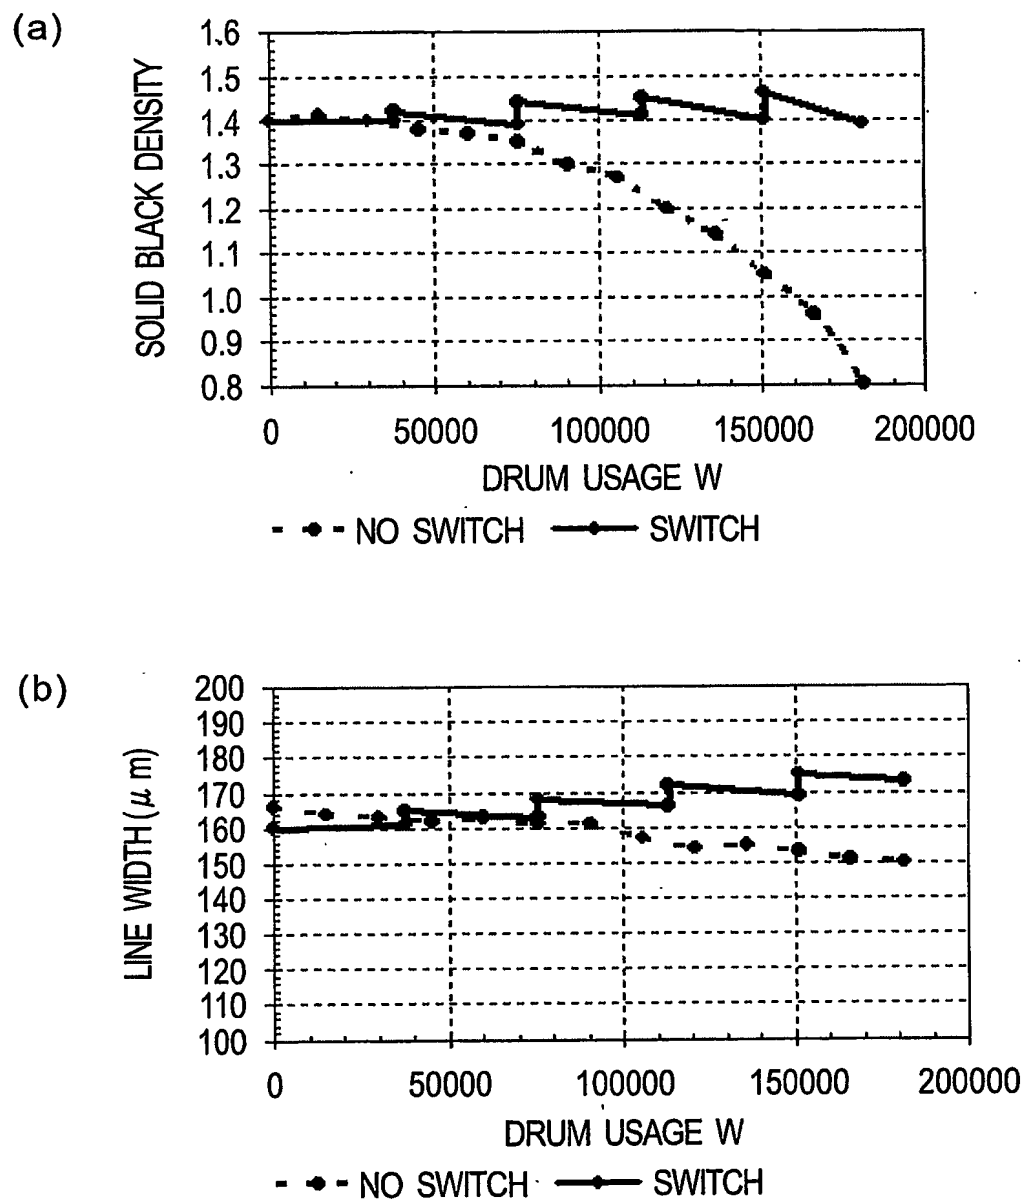 (a)
SOLID BLACK DENSITY
1.6
1.5
1.4
1.3
1.2
1.1
1.0
0.9
0.8
0 50000 100000 150000 200000
DRUM USAGE W
NO SWITCH SWITCH
(b)
LINE WIDTH (μ m)
200
190
180
170
160
150
140
130
120
110
100
0 50000 100000 150000 200000
DRUM USAGE W
NO SWITCH SWITCH